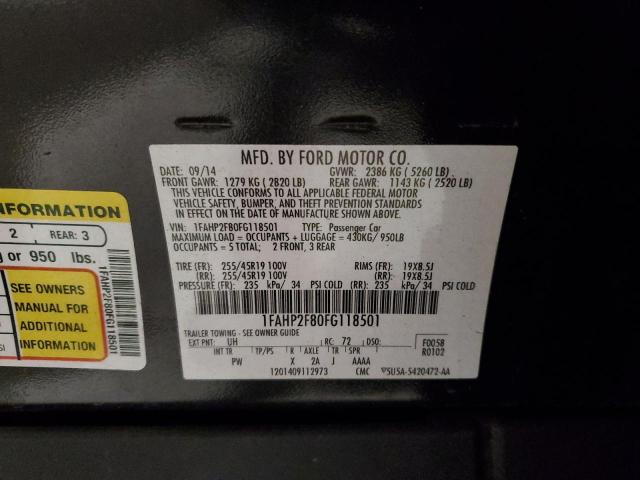 MFD. BY FORD MOTOR CO.
DATE: 09/14 GVWR: 2386 KG ( 5260 LB)
FRONT GAWR: 1279 KG ( 2820 LB) REAR GAWR: 1143 KG ( 2520 LB)
THIS VEHICLE CONFORMS TO ALL APPLICABLE FEDERAL MOTOR
VEHICLE SAFETY, BUMPER, AND THEFT PREVENTION STANDARDS
IN EFFECT ON THE DATE OF MANUFACTURE SHOWN ABOVE.
VIN: 1FAHP2F80FG118501 TYPE: Passenger Car
MAXIMUM LOAD = OCCUPANTS + LUGGAGE = 430KG/ 950LB
OCCUPANTS = 5 TOTAL; 2 FRONT, 3 REAR
TIRE (FR): 255/45R19 100V RIMS (FR): 19X8.5J
(RR): 255/45R19 100V (RR): 19X8.5J
PRESSURE (FR): 235 kPa/ 34 PSI COLD (RR): 235 kPa/ 34 PSI COLD
1FAHP2F80FG118501
TRAILER TOWING - SEE OWNER GUIDE
EXT PNT: UH RC: 72 DSO: F0058
INT TR TP/PS R AXLE TR SPR R0102
PW X 2A J AAAA
1201409112973 CMC 5U5A-5420472-AA
INFORMATION
2 REAR: 3
or 950 lbs.
SEE OWNERS
MANUAL FOR
ADDITIONAL
INFORMATION
1FAHP2F80FG118501